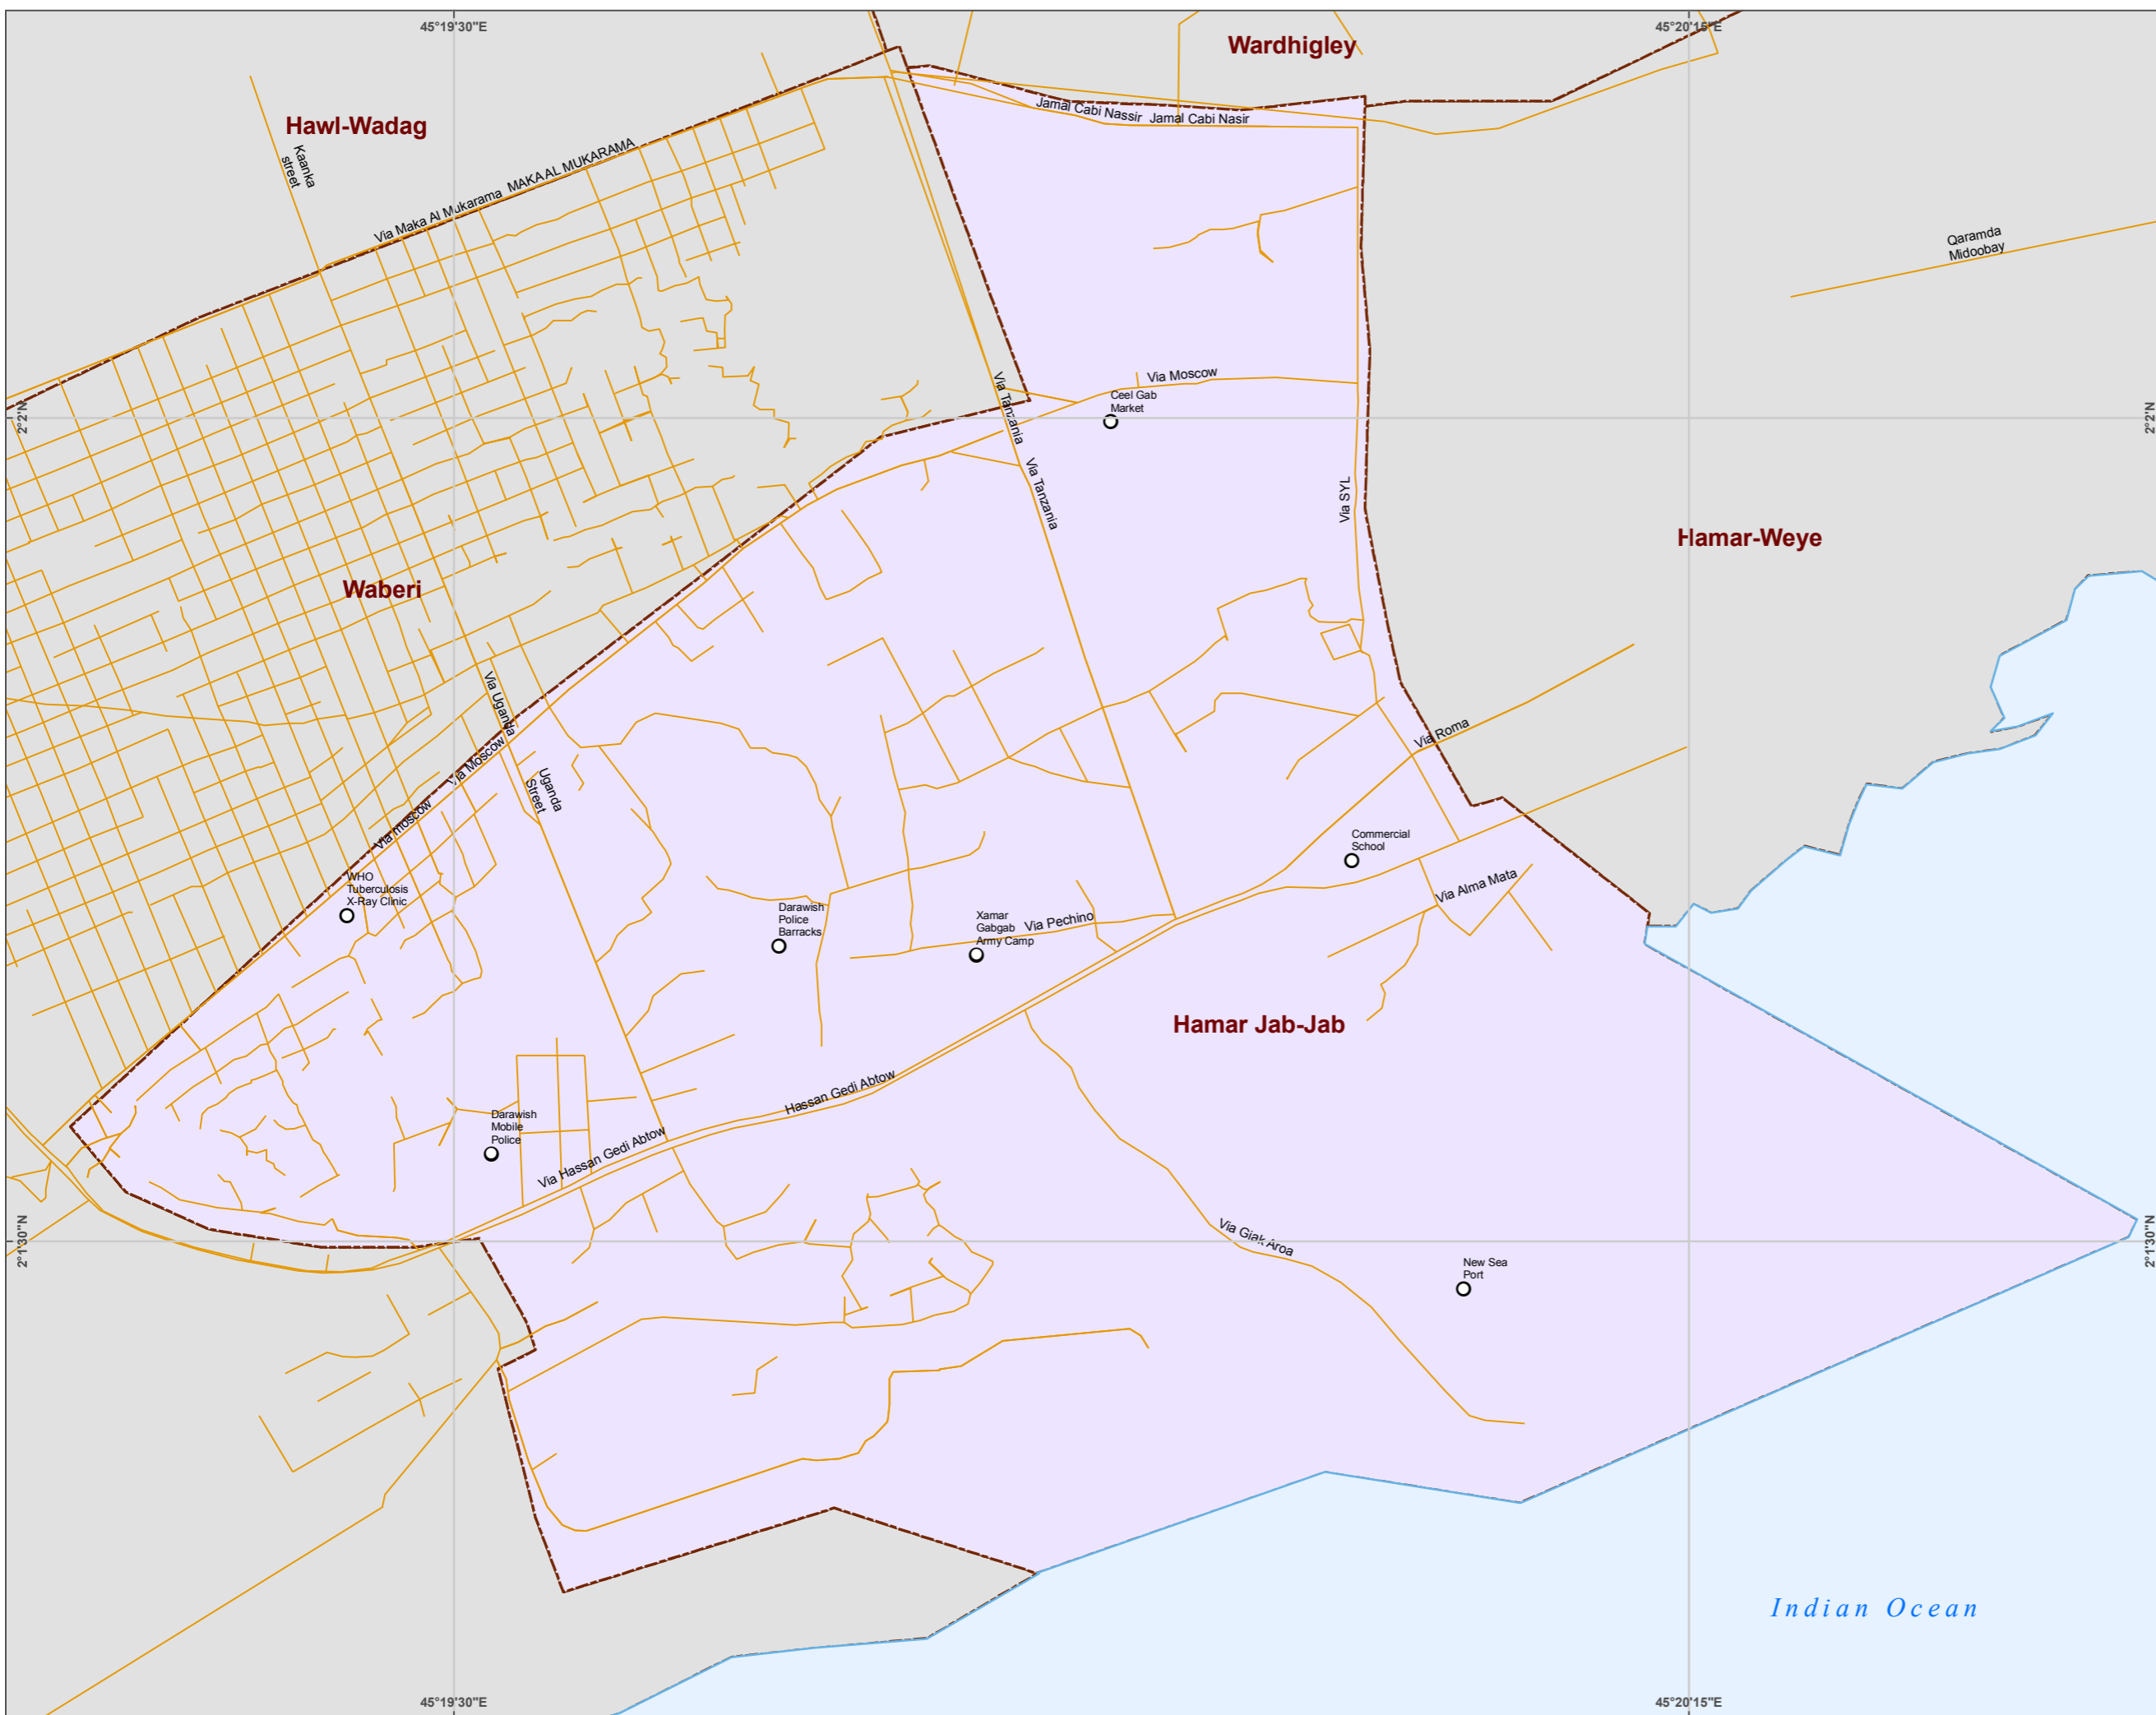 45°19'30"E
45°20'15"E
Wardhigley
Hawl-Wadag
Jamal Cabi Nassir
Jamal Cabi Nasir
Kaanka
street
MAKA AL MUKARAMA
Via Maka Al Mukarama
Qaramda
Midoobay
2°2'N
2°2'N
Via Moscow
Via Tanzania
Ceel Gab
Market
Via Tanzania
Via SYL
Hamar-Weye
Waberi
Via Uganda
Via Moscow
Uganda
Street
Via Roma
Via moscow
Commercial
School
WHO
Tuberculosis
X-Ray Clinic
Via Alma Mata
Darawish
Police
Barracks
Xamar
Gabgab
Army Camp
Via Pechino
Hamar Jab-Jab
Hassan Gedi Abtow
Darawish
Mobile
Police
Via Hassan Gedi Abtow
Via Giak Aroa
2°1'30"N
2°1'30"N
New Sea
Port
Indian Ocean
45°19'30"E
45°20'15"E